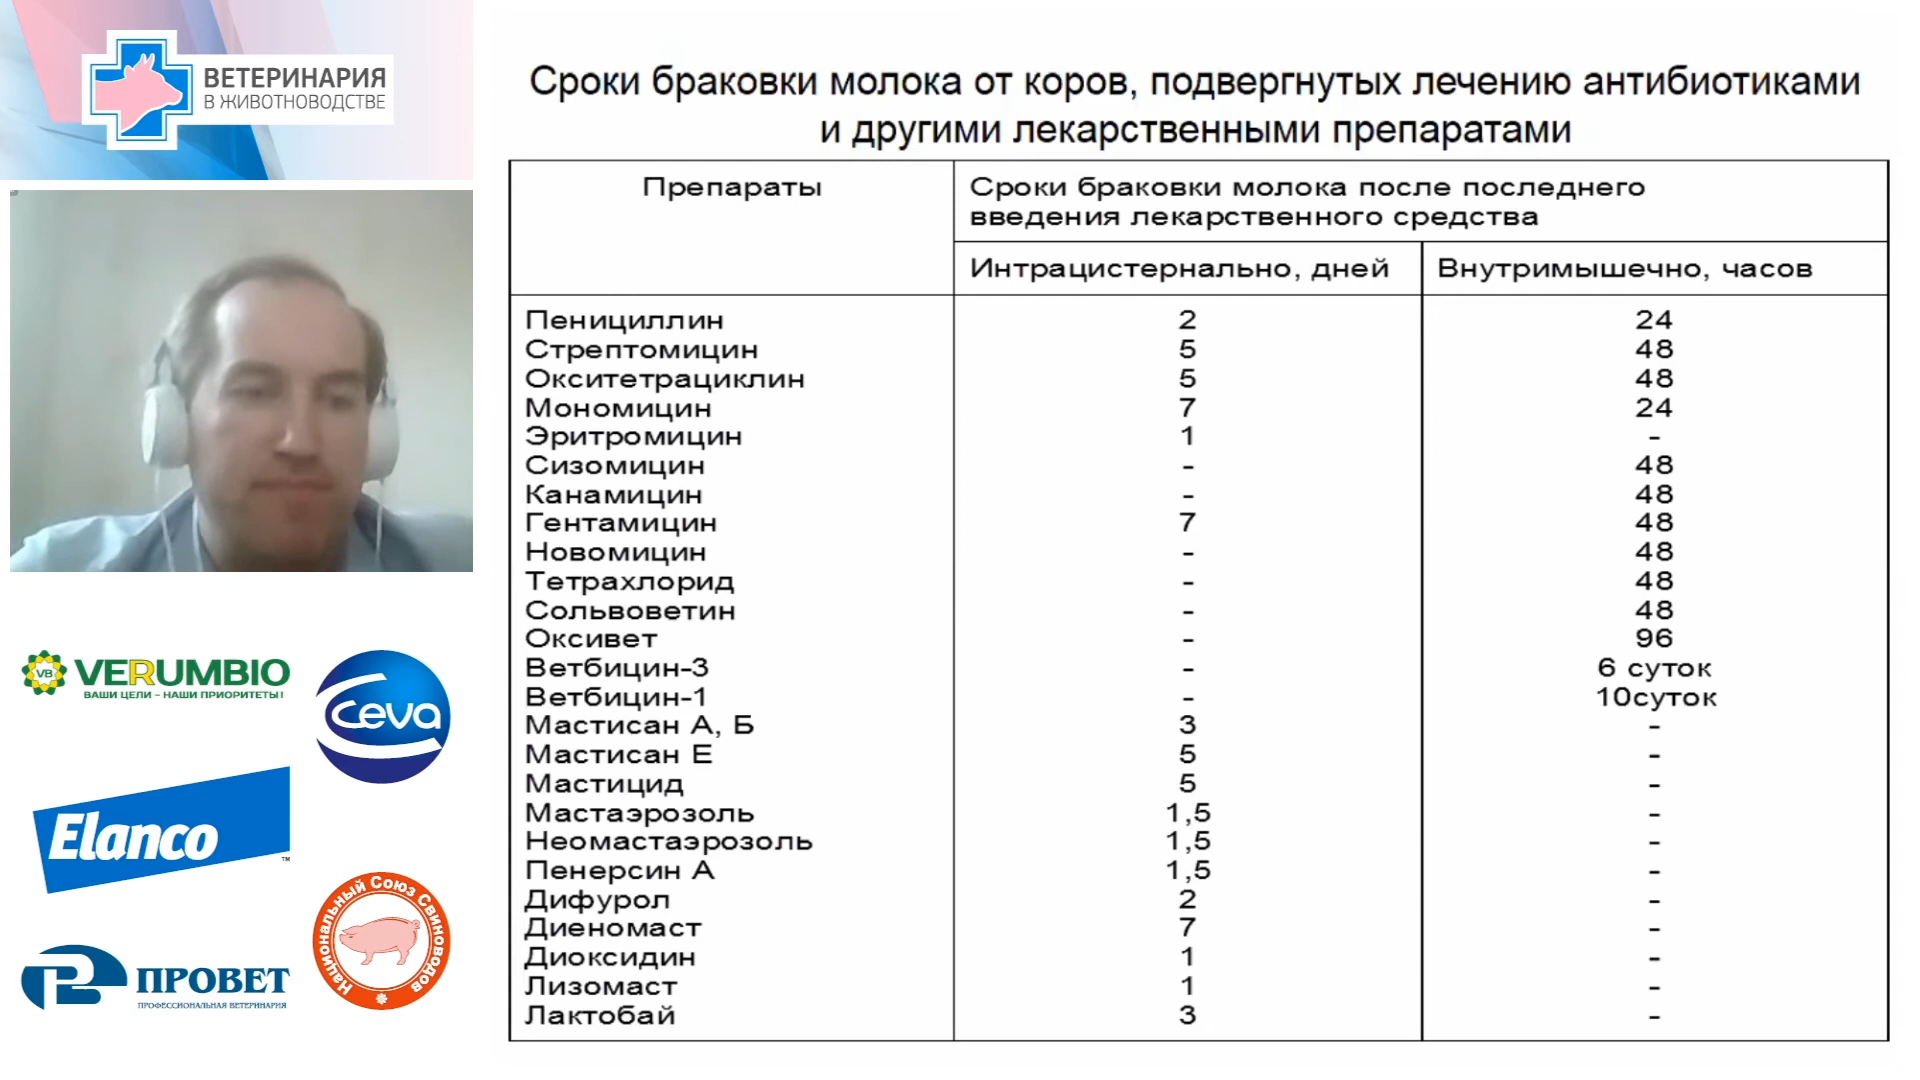 ВЕТЕРИНАРИЯ
В ЖИВОТНОВОДСТВЕ
Сроки браковки молока от коров, подвергнутых лечению антибиотиками
и другими лекарственными препаратами
Препараты
Сроки браковки молока после последнего
введения лекарственного средства
Интрацистернально, дней Внутримышечно, часов
Пенициллин 2 24
Стрептомицин 5 48
Окситетрациклин 5 48
Мономицин 7 24
Эритромицин 1 -
Сизомицин - 48
Канамицин - 48
Гентамицин 7 48
Новомицин - 48
Тетрахлорид - 48
Сольвоветин - 48
Оксивет - 96
Ветбицин-3 - 6 суток
Ветбицин-1 - 10суток
Мастисан А, Б 3 -
Мастисан Е 5 -
Мастицид 5 -
Мастаэрозоль 1,5 -
Неомастаэрозоль 1,5 -
Пенерсин А 1,5 -
Дифурол 2 -
Диеномаст 7 -
Диоксидин 1 -
Лизомаст 1 -
Лактобай 3 -
VB VERUMBIO
ВАШИ ЦЕЛИ – НАШИ ПРИОРИТЕТЫ!
Ceva
Elanco ™
Национальный Союз Свиноводов
ПРОВЕТ
ПРОФЕССИОНАЛЬНАЯ ВЕТЕРИНАРИЯ